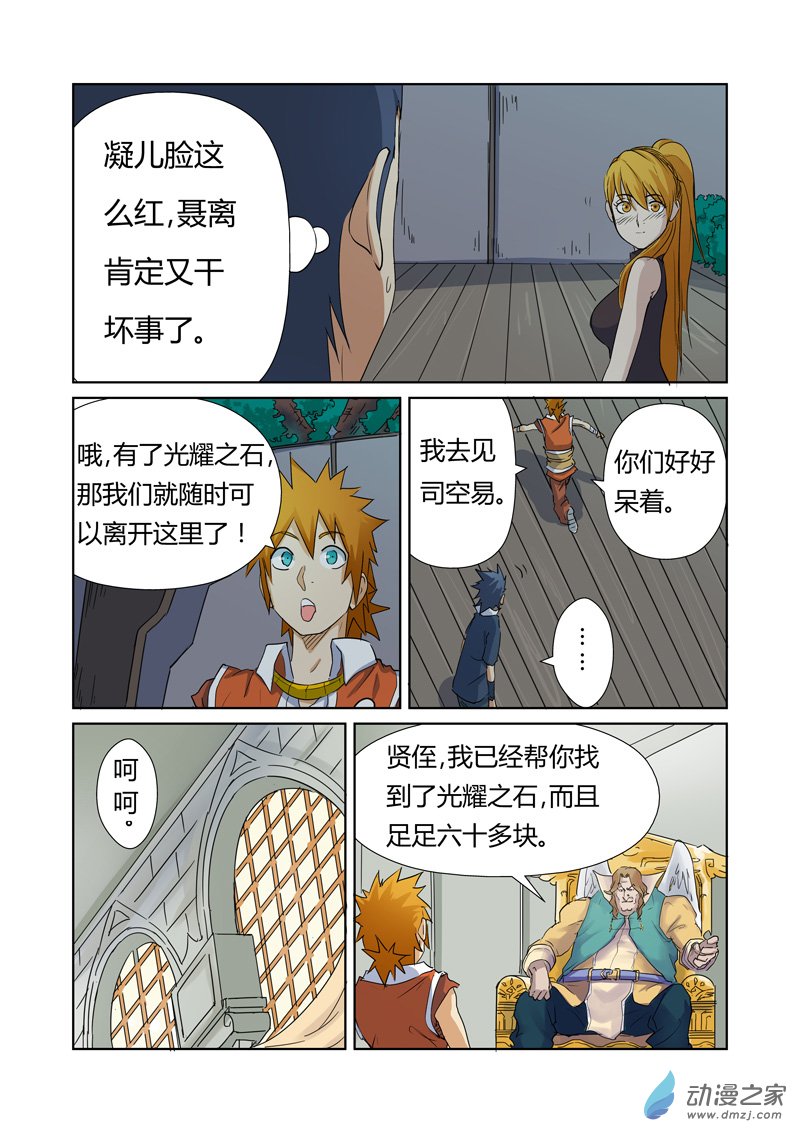 凝儿脸这
么红,聂离
肯定又干
坏事了。
哦,有了光耀之石,
那我们就随时可
以离开这里了！
我去见
司空易。
你们好好
呆着。
……
呵
呵。
贤侄,我已经帮你找
到了光耀之石,而且
足足六十多块。
动漫之家
www.dmzj.com